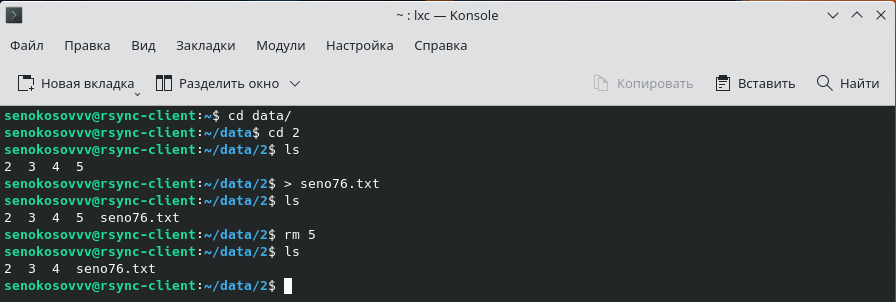 ~ : lxc — Konsole
Файл Правка Вид Закладки Модули Настройка Справка
Новая вкладка Разделить окно Копировать Вставить Найти
senokosovvv@rsync-client:~$ cd data/
senokosovvv@rsync-client:~/data$ cd 2
senokosovvv@rsync-client:~/data/2$ ls
2 3 4 5
senokosovvv@rsync-client:~/data/2$ > seno76.txt
senokosovvv@rsync-client:~/data/2$ ls
2 3 4 5 seno76.txt
senokosovvv@rsync-client:~/data/2$ rm 5
senokosovvv@rsync-client:~/data/2$ ls
2 3 4 seno76.txt
senokosovvv@rsync-client:~/data/2$